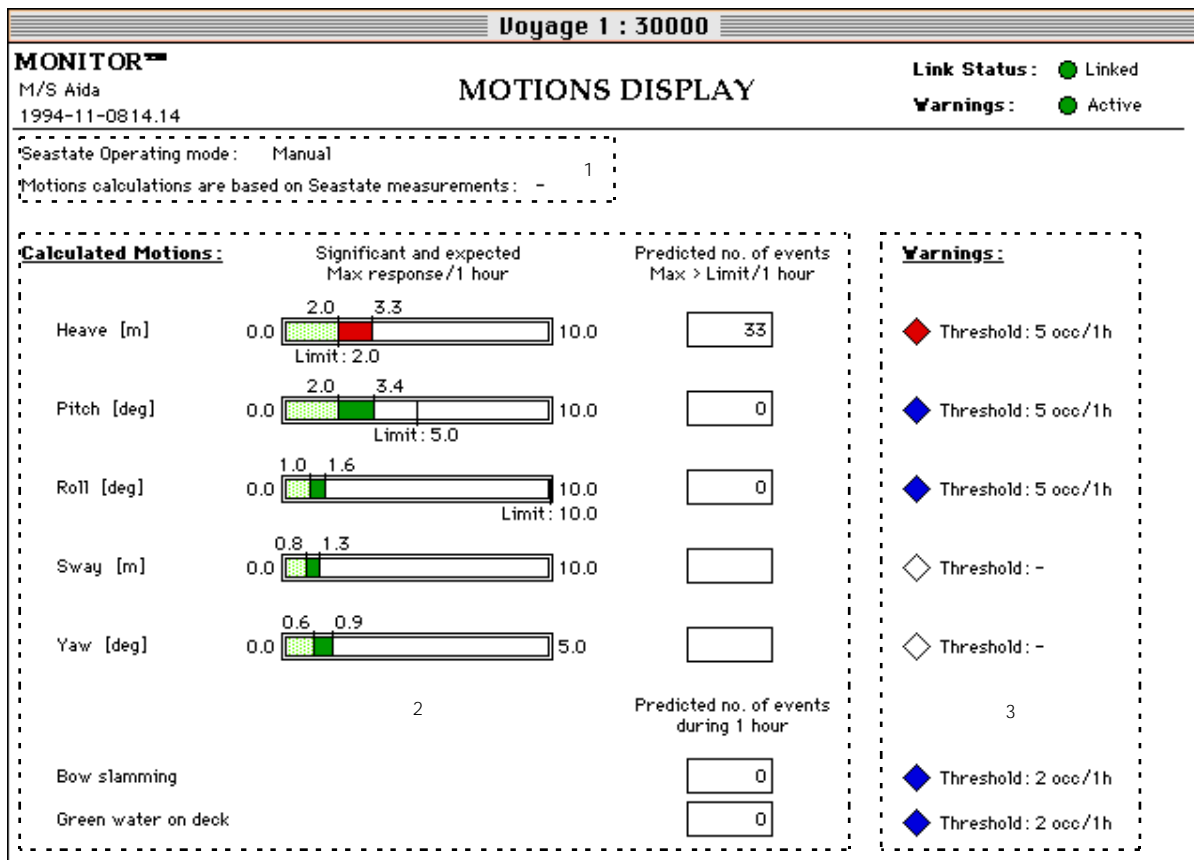 Voyage 1 : 30000
MONITOR™
M/S Aida
1994-11-0814.14
MOTIONS DISPLAY
Link Status: Linked
Warnings: Active
Seastate Operating mode: Manual
Motions calculations are based on Seastate measurements: -
1
Calculated Motions:
Significant and expected
Max response/1 hour
Predicted no. of events
Max > Limit/1 hour
Warnings:
2.0 3.3
Heave [m] 0.0 10.0 33 Threshold: 5 occ/1h
Limit: 2.0
2.0 3.4
Pitch [deg] 0.0 10.0 0 Threshold: 5 occ/1h
Limit: 5.0
1.0 1.6
Roll [deg] 0.0 10.0 0 Threshold: 5 occ/1h
Limit: 10.0
0.8 1.3
Sway [m] 0.0 10.0 Threshold: -
0.6 0.9
Yaw [deg] 0.0 5.0 Threshold: -
2
Predicted no. of events
during 1 hour
3
Bow slamming 0 Threshold: 2 occ/1h
Green water on deck 0 Threshold: 2 occ/1h